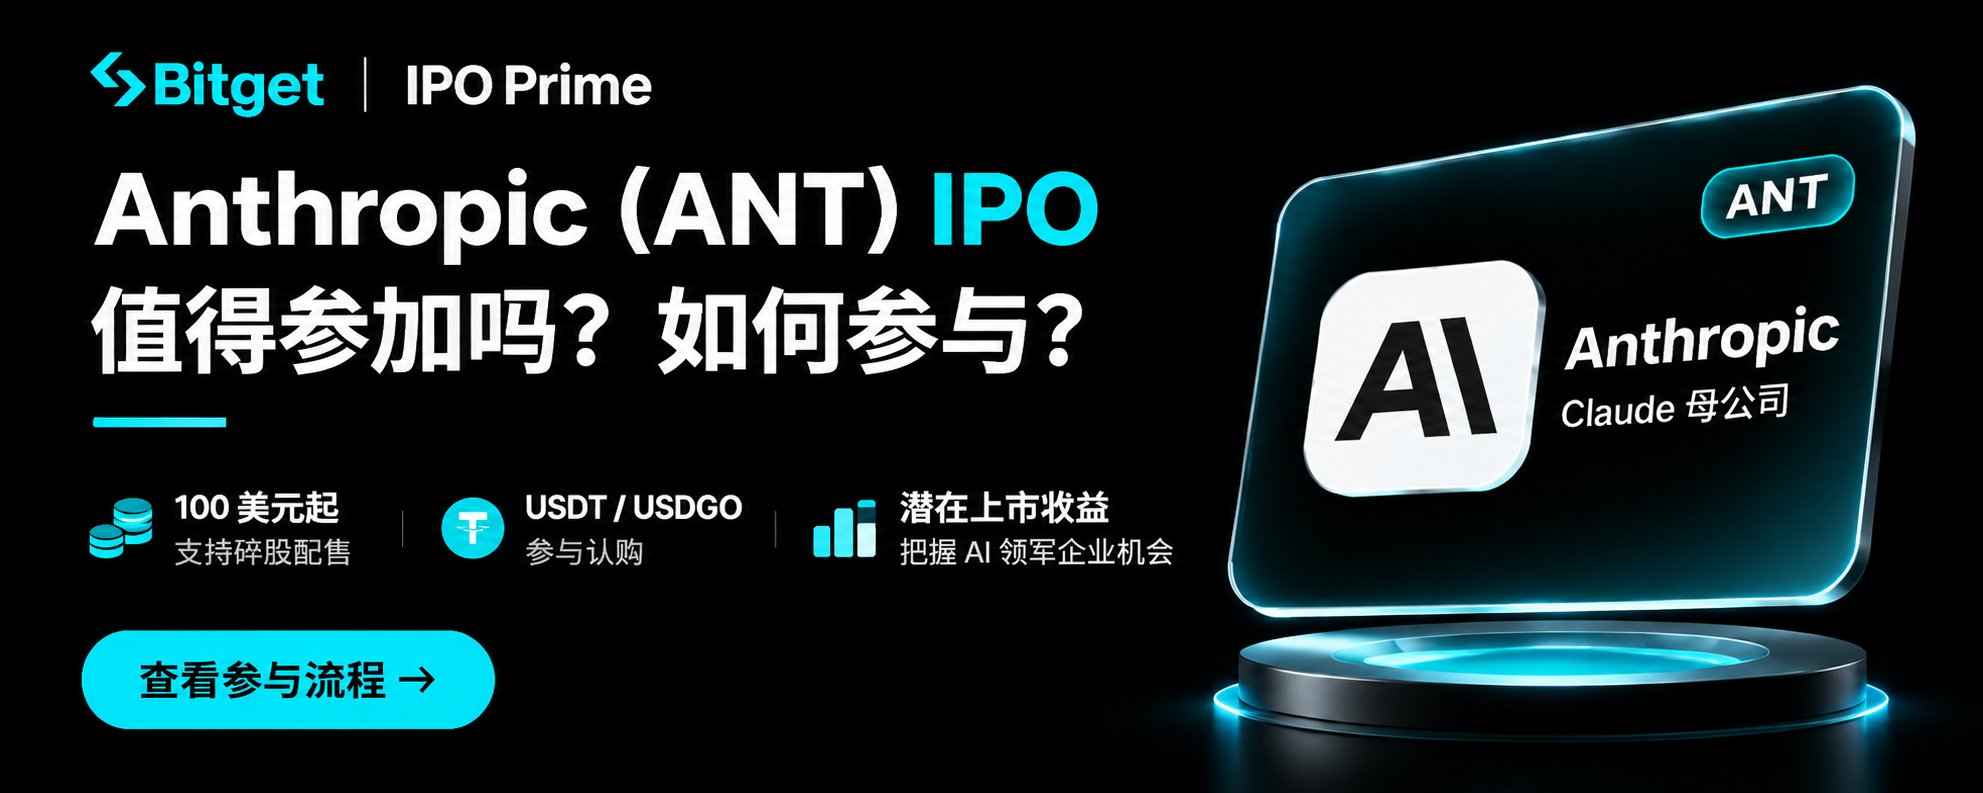 Bitget | IPO Prime
Anthropic (ANT) IPO
值得参加吗？如何参与？
100 美元起
支持碎股配售
USDT / USDGO
参与认购
潜在上市收益
把握 AI 领军企业机会
查看参与流程 →
ANT
AI
Anthropic
Claude 母公司